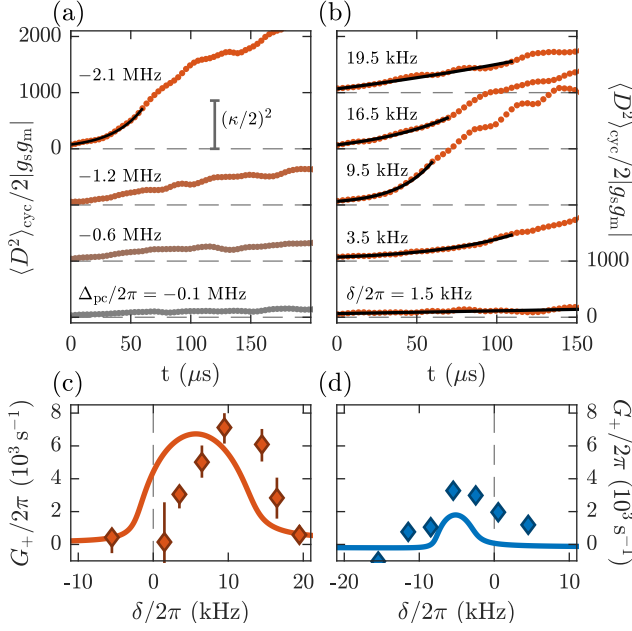 (a)
(b)
2000
1000
0
⟨D²⟩cyc/2|gₛgₘ|
−2.1 MHz
(κ/2)²
−1.2 MHz
−0.6 MHz
Δpc/2π = −0.1 MHz
0 50 100 150
t (μs)
19.5 kHz
16.5 kHz
9.5 kHz
3.5 kHz
δ/2π = 1.5 kHz
1000
0
⟨D²⟩cyc/2|gₛgₘ|
0 50 100 150
t (μs)
(c)
(d)
8
6
4
2
0
G₊/2π (10³ s⁻¹)
-10 0 10 20
δ/2π (kHz)
8
6
4
2
0
G₊/2π (10³ s⁻¹)
-20 -10 0 10
δ/2π (kHz)